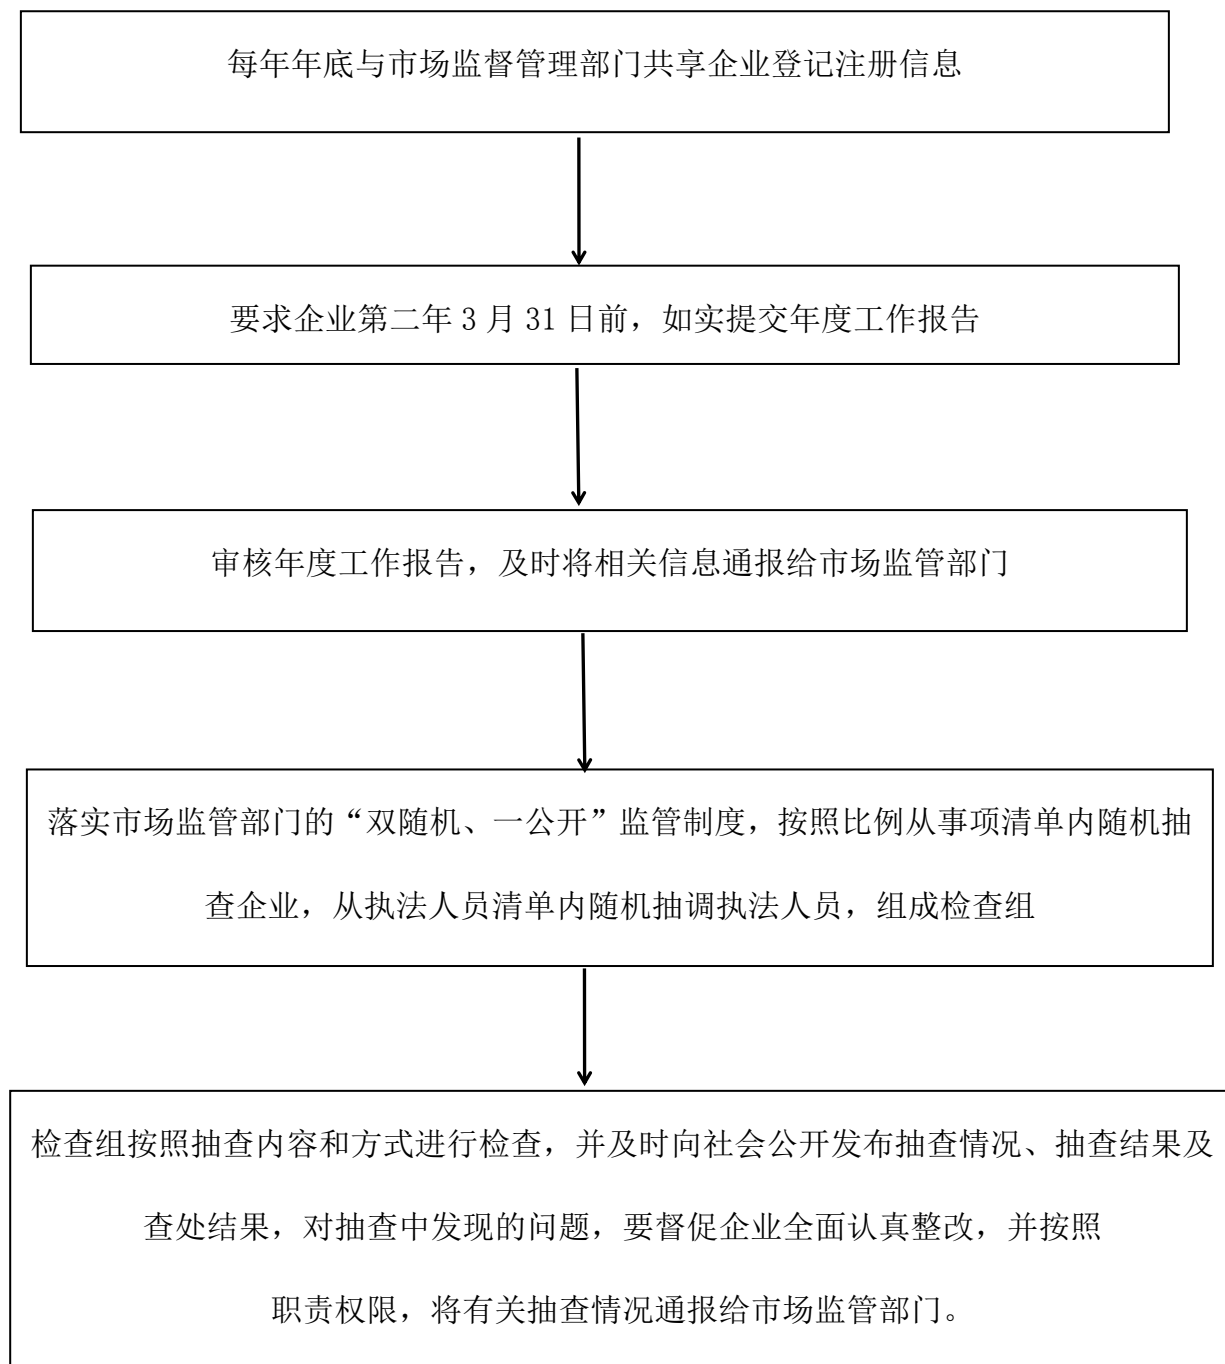 每年年底与市场监督管理部门共享企业登记注册信息
要求企业第二年 3 月 31 日前，如实提交年度工作报告
审核年度工作报告，及时将相关信息通报给市场监管部门
落实市场监管部门的“双随机、一公开”监管制度，按照比例从事项清单内随机抽
查企业，从执法人员清单内随机抽调执法人员，组成检查组
检查组按照抽查内容和方式进行检查，并及时向社会公开发布抽查情况、抽查结果及
查处结果，对抽查中发现的问题，要督促企业全面认真整改，并按照
职责权限，将有关抽查情况通报给市场监管部门。